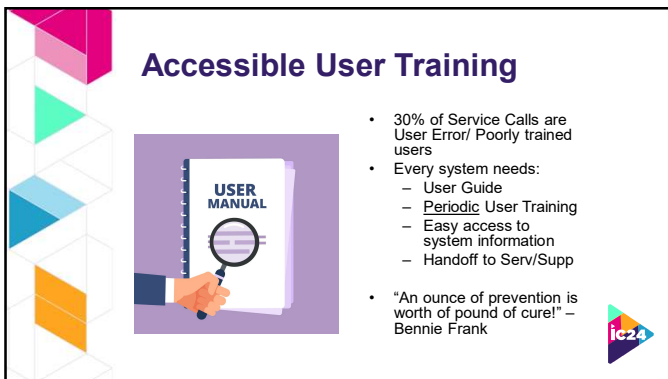 Accessible User Training
• 30% of Service Calls are
User Error/ Poorly trained
users
• Every system needs:
– User Guide
– Periodic User Training
– Easy access to
system information
– Handoff to Serv/Supp
• “An ounce of prevention is
worth of pound of cure!” –
Bennie Frank
USER
MANUAL
ic24